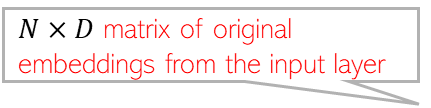 N × D matrix of original
embeddings from the input layer